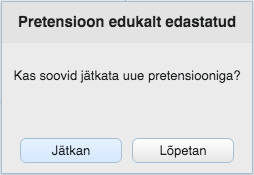 Pretensioon edukalt edastatud
Kas soovid jätkata uue pretensiooniga?
Jätkan
Lõpetan